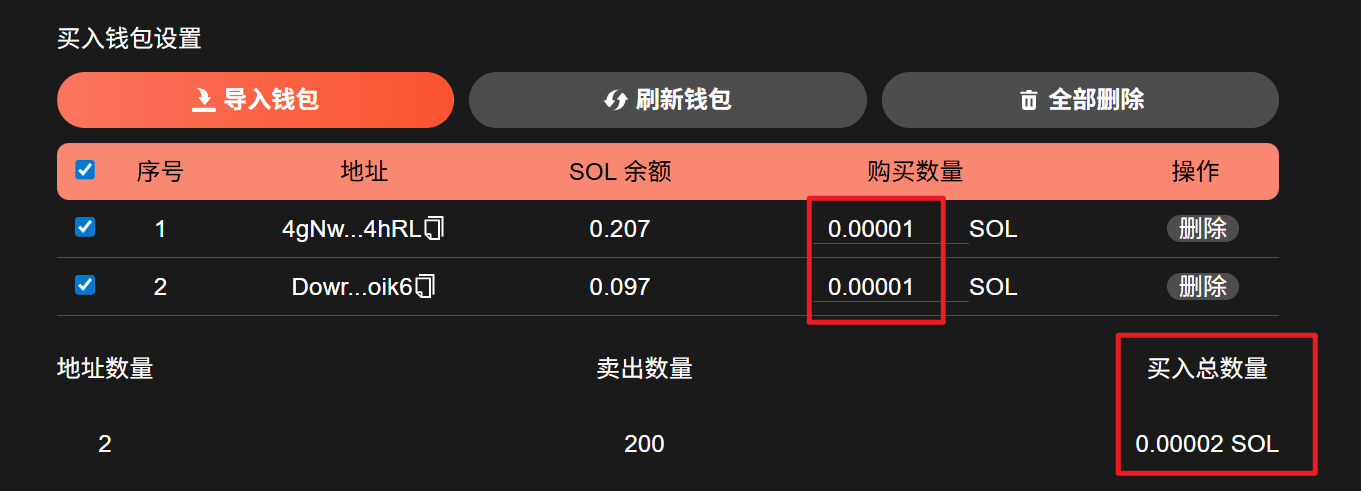 买入钱包设置
导入钱包 刷新钱包 全部删除
序号 地址 SOL 余额 购买数量 操作
1 4gNw...4hRL 0.207 0.00001 SOL 删除
2 Dowr...oik6 0.097 0.00001 SOL 删除
地址数量 卖出数量 买入总数量
2 200 0.00002 SOL